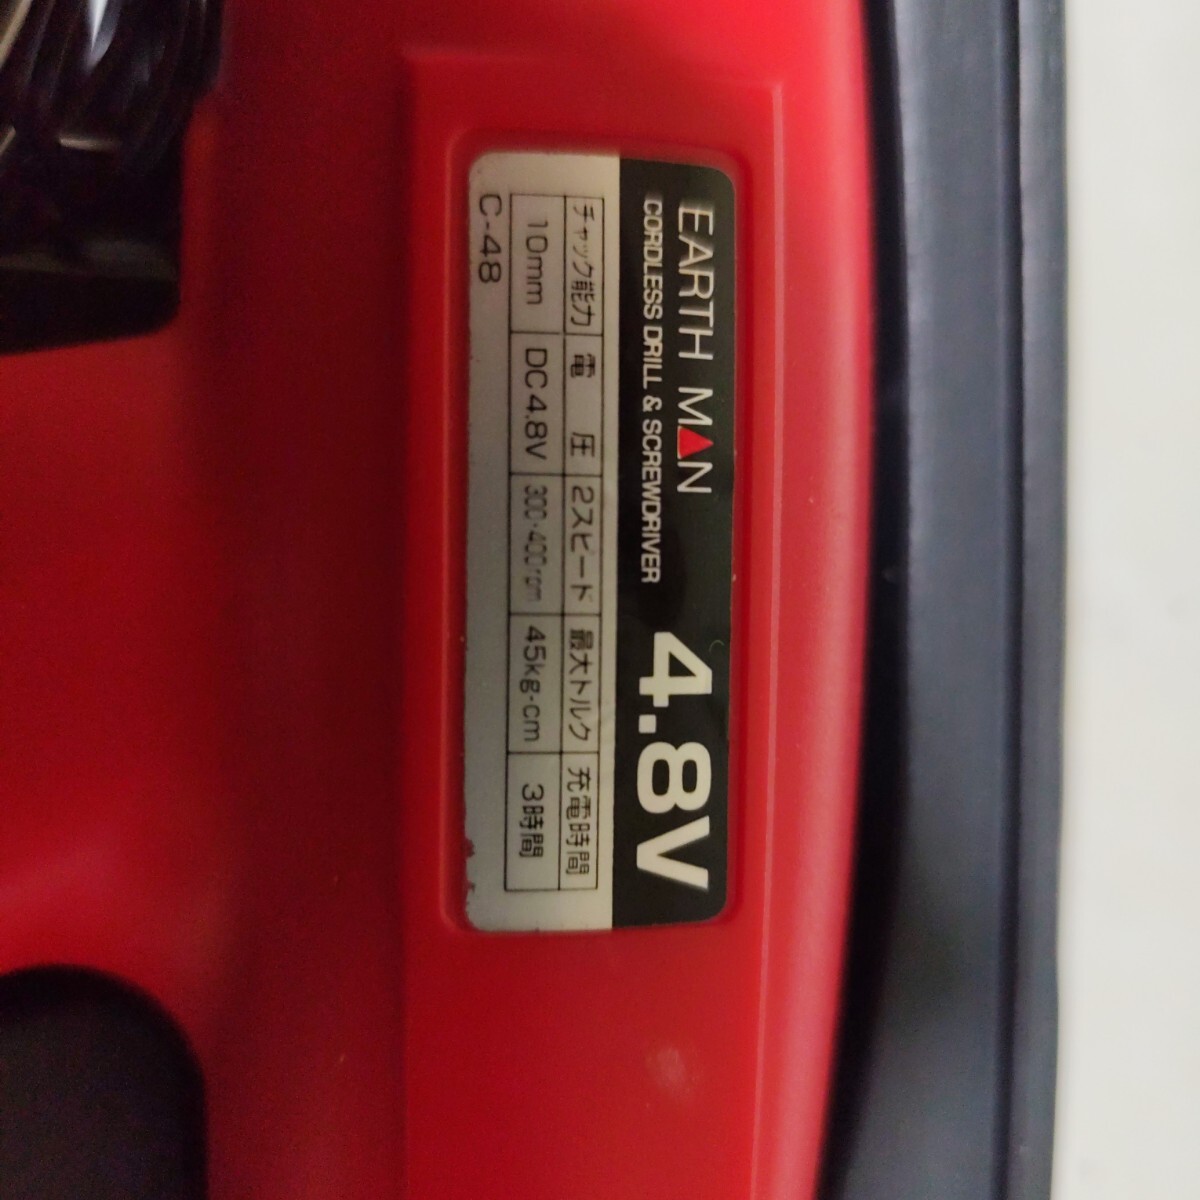 EARTH MAN
CORDLESS DRILL & SCREWDRIVER
4.8V
チャック能力 電圧 2スピード 最大トルク 充電時間
10mm DC4.8V 300・400rpm 45kg-cm 3時間
C-48